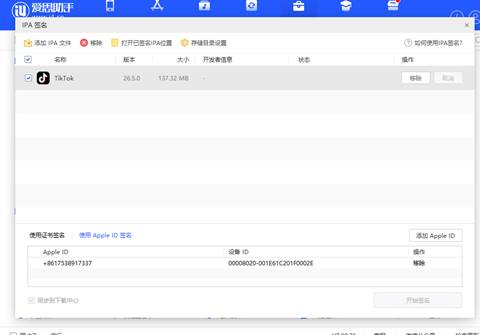 爱思助手
IPA 签名
添加 IPA 文件 移除 打开已签名IPA位置 存储目录设置 如何使用IPA签名?
名称 版本 大小 开发者信息 状态 操作
TikTok 26.5.0 137.32 MB - 移除 取消
使用证书签名 使用 Apple ID 签名 添加 Apple ID
Apple ID 设备 ID 操作
+8617538917337 00008020-001E61C201F0002E 移除
同步到下载中心 开始签名